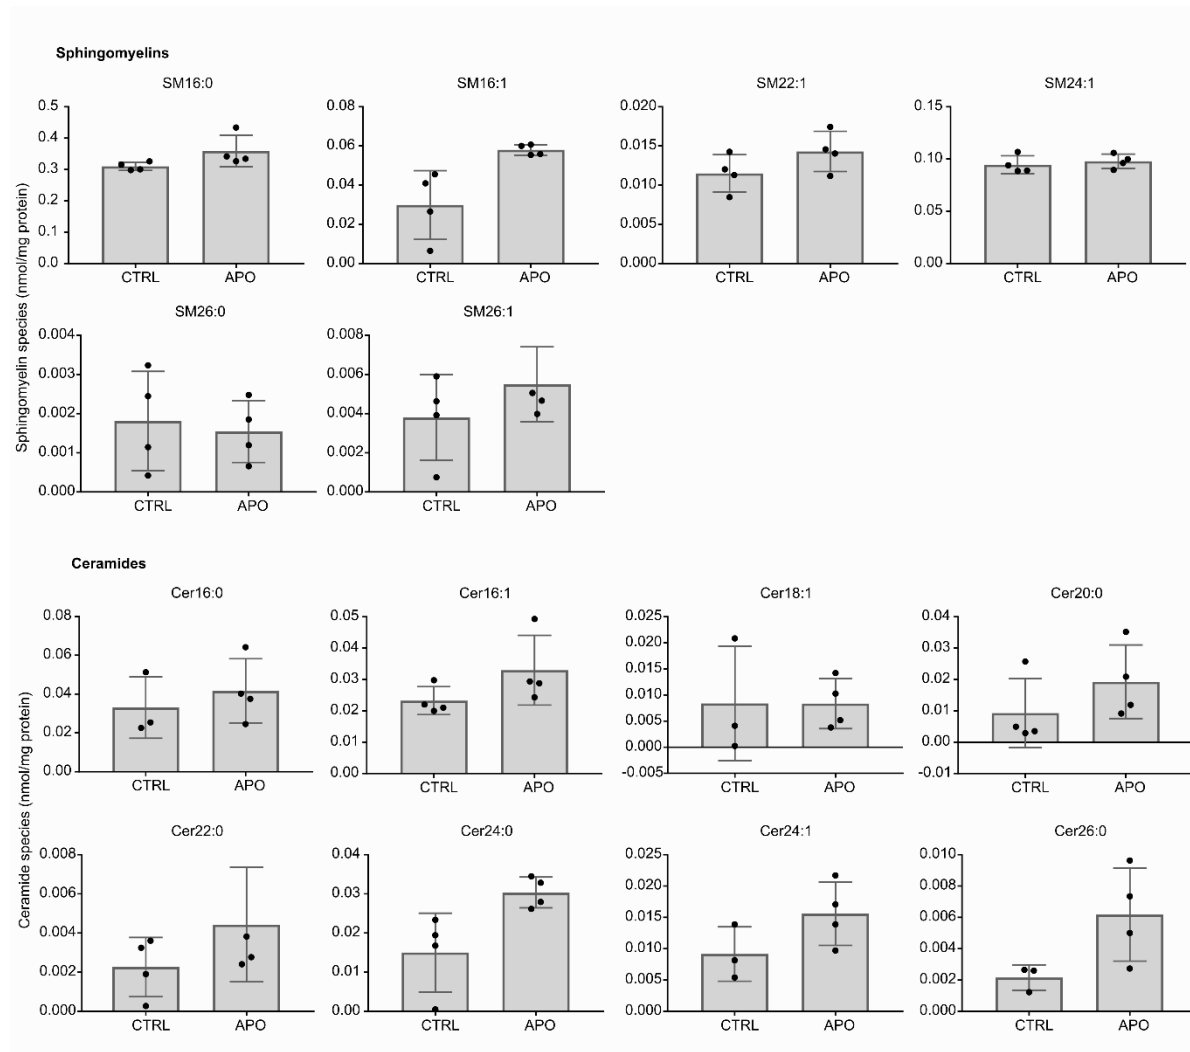 Sphingomyelins
Sphingomyelin species (nmol/mg protein)
SM16:0
0.5
0.4
0.3
0.2
0.1
0.0
CTRL APO
SM16:1
0.08
0.06
0.04
0.02
0.00
CTRL APO
SM22:1
0.020
0.015
0.010
0.005
0.000
CTRL APO
SM24:1
0.15
0.10
0.05
0.00
CTRL APO
SM26:0
0.004
0.003
0.002
0.001
0.000
CTRL APO
SM26:1
0.008
0.006
0.004
0.002
0.000
CTRL APO
Ceramides
Ceramide species (nmol/mg protein)
Cer16:0
0.08
0.06
0.04
0.02
0.00
CTRL APO
Cer16:1
0.05
0.04
0.03
0.02
0.01
0.00
CTRL APO
Cer18:1
0.025
0.020
0.015
0.010
0.005
0.000
-0.005
CTRL APO
Cer20:0
0.04
0.03
0.02
0.01
0.00
-0.01
CTRL APO
Cer22:0
0.008
0.006
0.004
0.002
0.000
CTRL APO
Cer24:0
0.04
0.03
0.02
0.01
0.00
CTRL APO
Cer24:1
0.025
0.020
0.015
0.010
0.005
0.000
CTRL APO
Cer26:0
0.010
0.008
0.006
0.004
0.002
0.000
CTRL APO